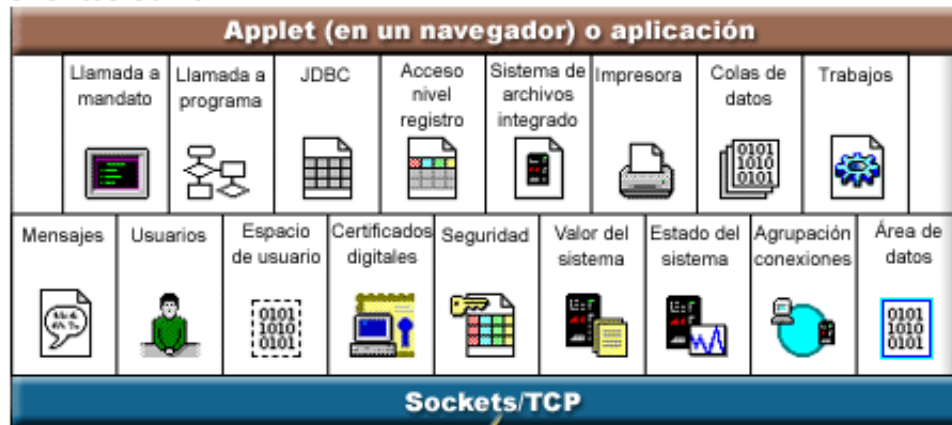 Applet (en un navegador) o aplicación
Llamada a
mandato
Llamada a
programa
JDBC
Acceso
nivel
registro
Sistema de
archivos
integrado
Impresora
Colas de
datos
Trabajos
0101
1010
0101
Mensajes
Usuarios
Espacio
de usuario
Certificados
digitales
Seguridad
Valor del
sistema
Estado del
sistema
Agrupación
conexiones
Área de
datos
0101
1010
0101
0101
1010
0101
Sockets/TCP